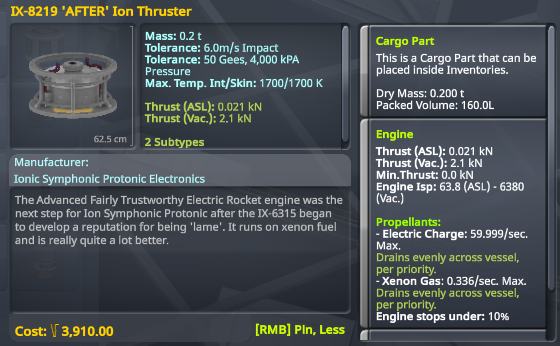 IX-8219 'AFTER' Ion Thruster
Mass: 0.2 t
Tolerance: 6.0m/s Impact
Tolerance: 50 Gees, 4,000 kPA
Pressure
Max. Temp. Int/Skin: 1700/1700 K
Thrust (ASL): 0.021 kN
Thrust (Vac.): 2.1 kN
62.5 cm
2 Subtypes
Manufacturer:
Ionic Symphonic Protonic Electronics
The Advanced Fairly Trustworthy Electric Rocket engine was the
next step for Ion Symphonic Protonic after the IX-6315 began
to develop a reputation for being 'lame'. It runs on xenon fuel
and is really quite a lot better.
Cost: 3,910.00
[RMB] Pin, Less
Cargo Part
This is a Cargo Part that can be
placed inside Inventories.
Dry Mass: 0.200 t
Packed Volume: 160.0L
Engine
Thrust (ASL): 0.021 kN
Thrust (Vac.): 2.1 kN
Min.Thrust: 0.0 kN
Engine Isp: 63.8 (ASL) - 6380
(Vac.)
Propellants:
- Electric Charge: 59.999/sec.
Max.
Drains evenly across vessel,
per priority.
- Xenon Gas: 0.336/sec. Max.
Drains evenly across vessel,
per priority.
Engine stops under: 10%